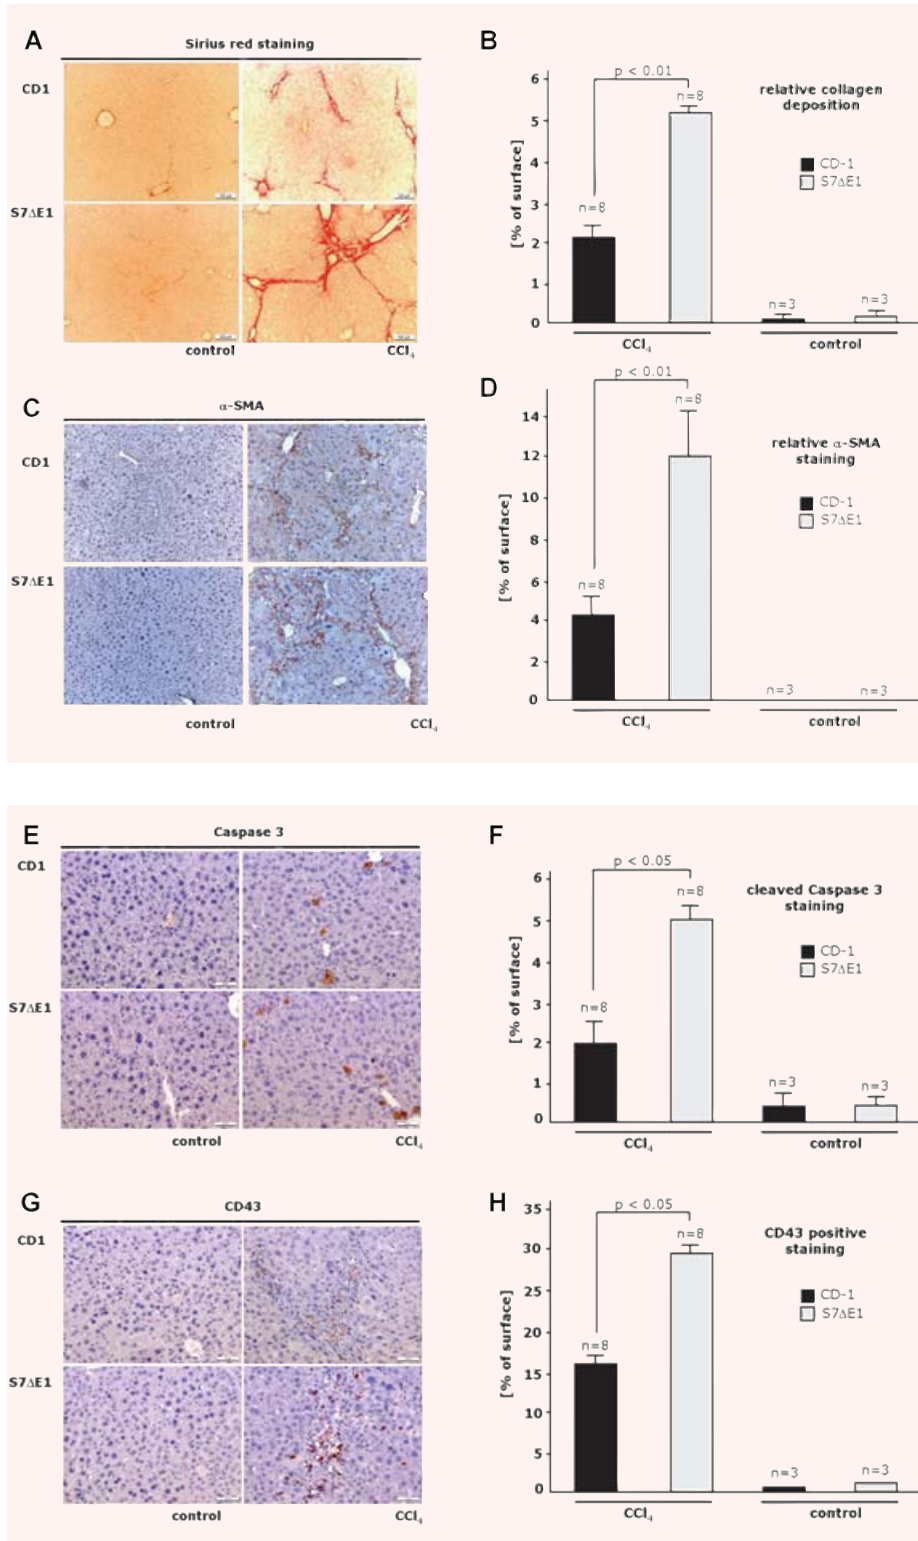 A
Sirius red staining
CD1
S7ΔE1
control
CCl₄
B
p < 0.01
n=8
n=8
n=3
n=3
relative collagen
deposition
CD-1
S7ΔE1
[% of surface]
6
5
4
3
2
1
0
CCl₄
control
C
α-SMA
CD1
S7ΔE1
control
CCl₄
D
p < 0.01
n=8
n=8
n=3
n=3
relative α-SMA
staining
CD-1
S7ΔE1
[% of surface]
14
12
10
8
6
4
2
0
CCl₄
control
E
Caspase 3
CD1
S7ΔE1
control
CCl₄
F
p < 0.05
n=8
n=8
n=3
n=3
cleaved Caspase 3
staining
CD-1
S7ΔE1
[% of surface]
6
5
4
3
2
1
0
CCl₄
control
G
CD43
CD1
S7ΔE1
control
CCl₄
H
p < 0.05
n=8
n=8
n=3
n=3
CD43 positive
staining
CD-1
S7ΔE1
[% of surface]
35
30
25
20
15
10
5
0
CCl₄
control